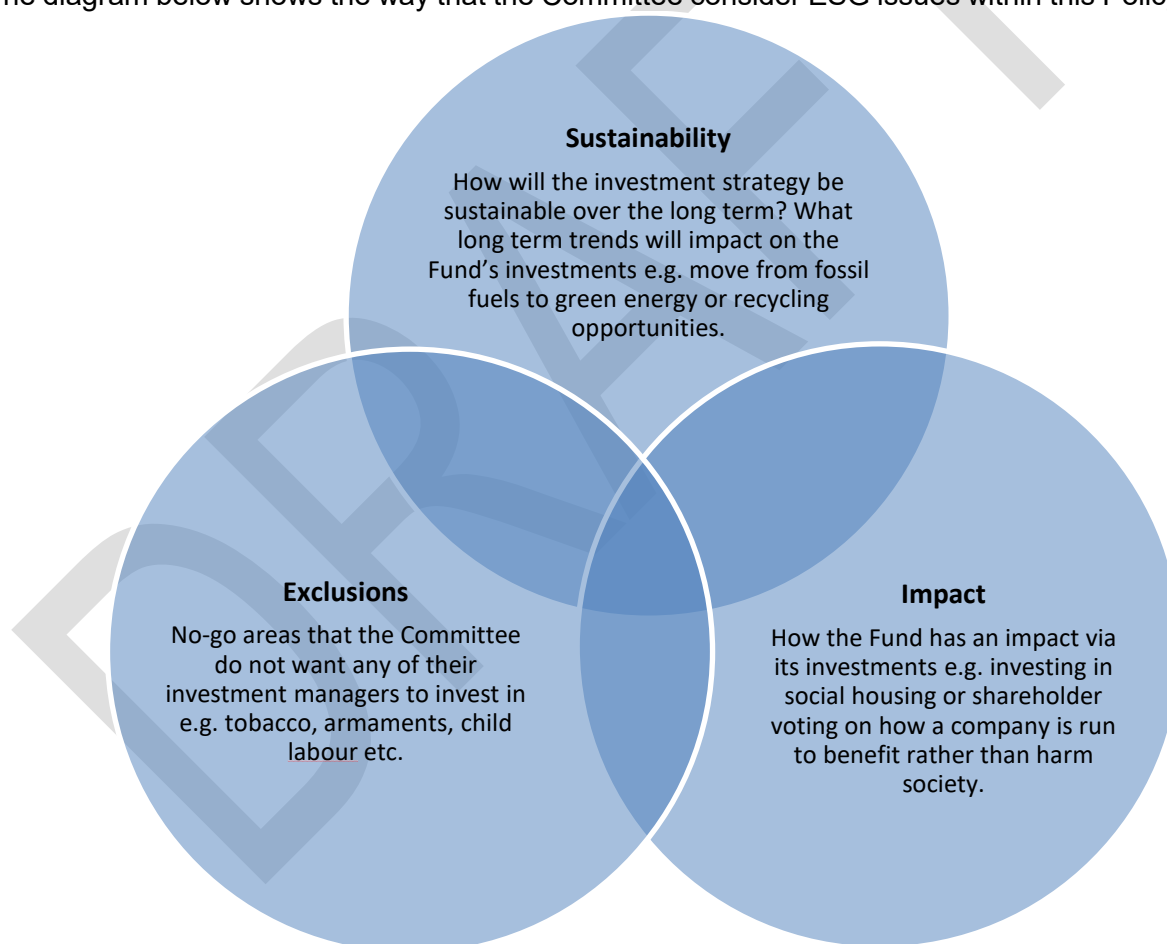 he diagram below shows the way that the Committee consider ESG issues within this Polic
Sustainability
How will the investment strategy be
sustainable over the long term? What
long term trends will impact on the
Fund's investments e.g. move from fossil
fuels to green energy or recycling
opportunities.
Exclusions
No-go areas that the Committee
do not want any of their
investment managers to invest in
e.g. tobacco, armaments, child
labour etc.
Impact
How the Fund has an impact via
its investments e.g. investing in
social housing or shareholder
voting on how a company is run
to benefit rather than harm
society.
DRAFT